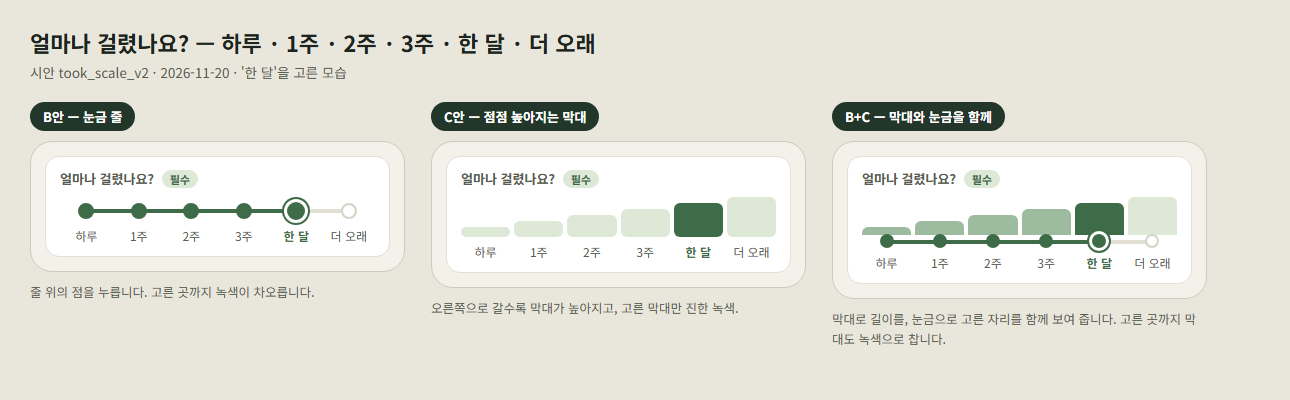 얼마나 걸렸나요? — 하루 · 1주 · 2주 · 3주 · 한 달 · 더 오래
시안 took_scale_v2 · 2026-11-20 · '한 달'을 고른 모습
B안 — 눈금 줄
얼마나 걸렸나요? 필수
하루 1주 2주 3주 한 달 더 오래
줄 위의 점을 누릅니다. 고른 곳까지 녹색이 차오릅니다.
C안 — 점점 높아지는 막대
얼마나 걸렸나요? 필수
하루 1주 2주 3주 한 달 더 오래
오른쪽으로 갈수록 막대가 높아지고, 고른 막대만 진한 녹색.
B+C — 막대와 눈금을 함께
얼마나 걸렸나요? 필수
하루 1주 2주 3주 한 달 더 오래
막대로 길이를, 눈금으로 고른 자리를 함께 보여 줍니다. 고른 곳까지 막
대도 녹색으로 찹니다.